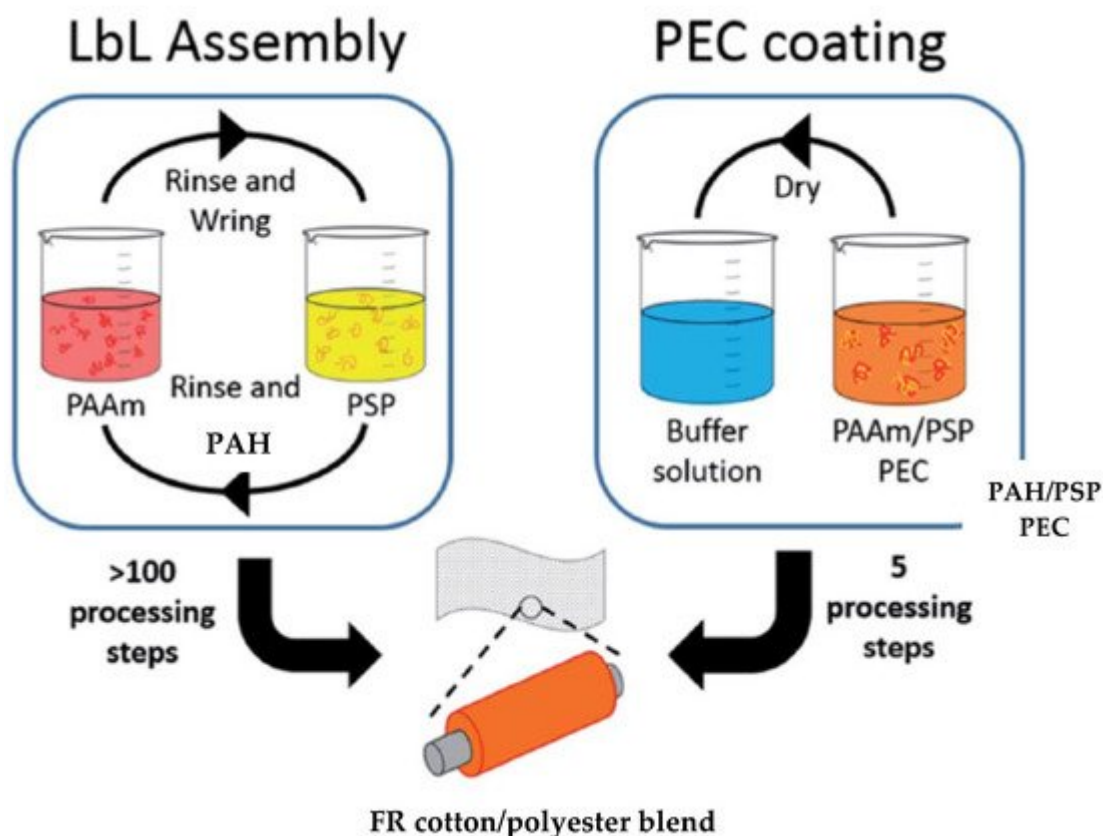 LbL Assembly
Rinse and
Wring
PAAm
PSP
Rinse and
PAH
PEC coating
Dry
Buffer
solution
PAAm/PSP
PEC
PAH/PSP
PEC
>100
processing
steps
5
processing
steps
FR cotton/polyester blend